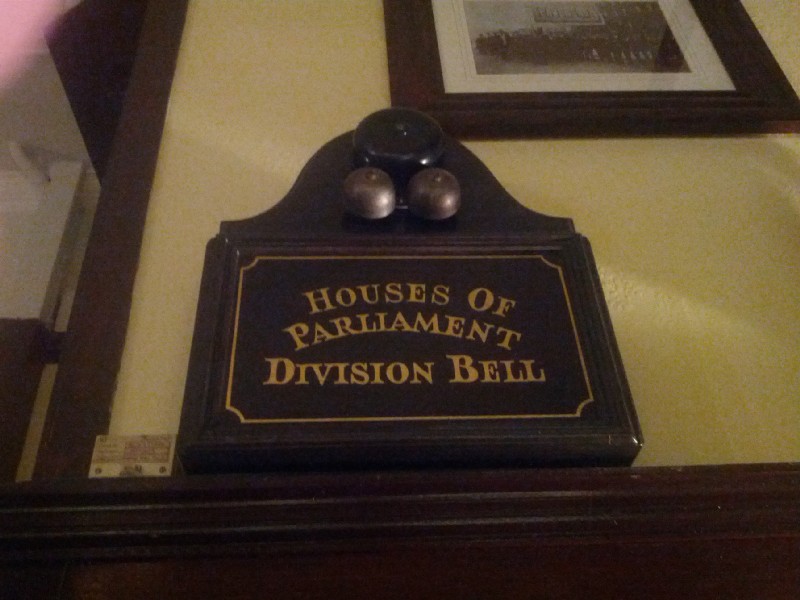 HOUSES OF
PARLIAMENT
DIVISION BELL